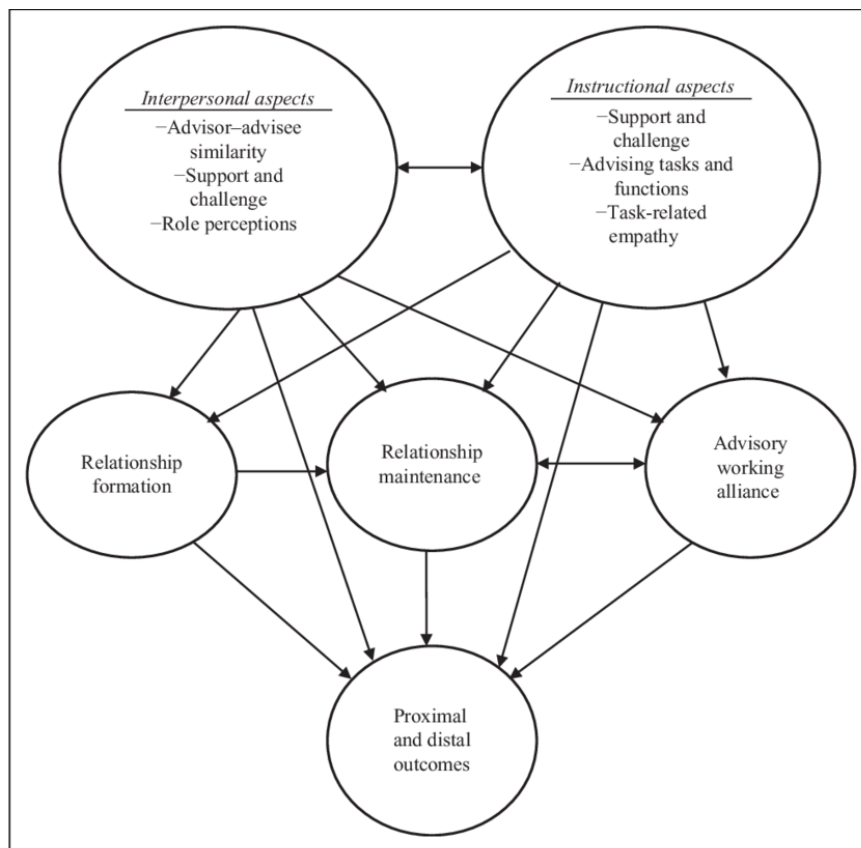 Interpersonal aspects
−Advisor–advisee
similarity
−Support and
challenge
−Role perceptions
Instructional aspects
−Support and
challenge
−Advising tasks and
functions
−Task-related
empathy
Relationship
formation
Relationship
maintenance
Advisory
working
alliance
Proximal
and distal
outcomes